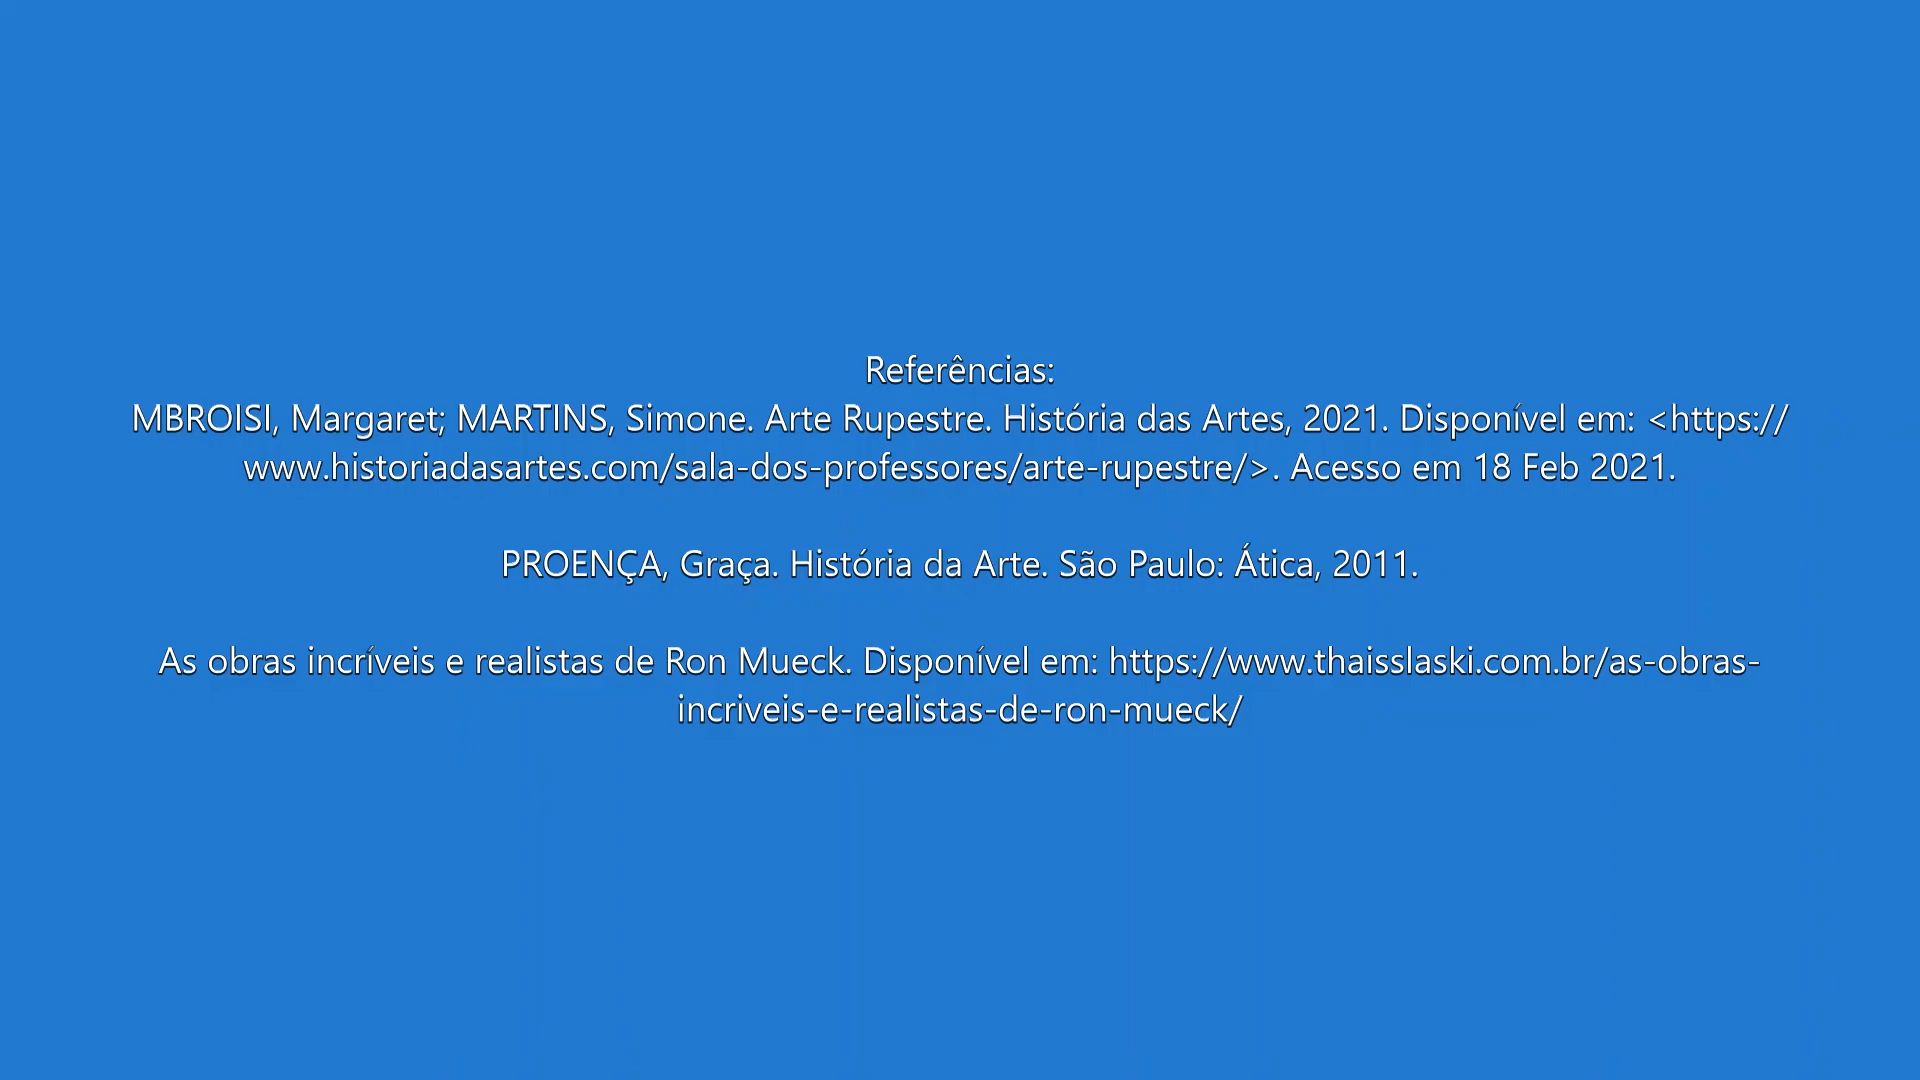 Referências:
MBROISI, Margaret; MARTINS, Simone. Arte Rupestre. História das Artes, 2021. Disponível em: <https://
www.historiadasartes.com/sala-dos-professores/arte-rupestre/>. Acesso em 18 Feb 2021.
PROENÇA, Graça. História da Arte. São Paulo: Ática, 2011.
As obras incríveis e realistas de Ron Mueck. Disponível em: https://www.thaisslaski.com.br/as-obras-
incriveis-e-realistas-de-ron-mueck/